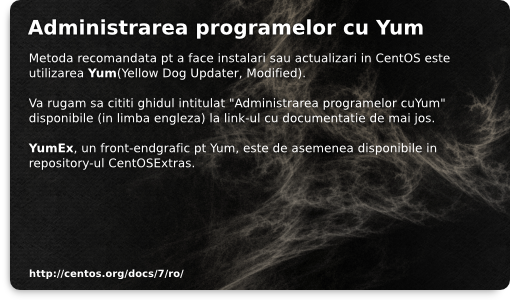 Administrarea programelor cu Yum
Metoda recomandata pt a face instalari sau actualizari in CentOS este
utilizarea Yum(Yellow Dog Updater, Modified).
Va rugam sa cititi ghidul intitulat "Administrarea programelor cuYum"
disponibile (in limba engleza) la link-ul cu documentatie de mai jos.
YumEx, un front-endgrafic pt Yum, este de asemenea disponibile in
repository-ul CentOSExtras.
http://centos.org/docs/7/ro/